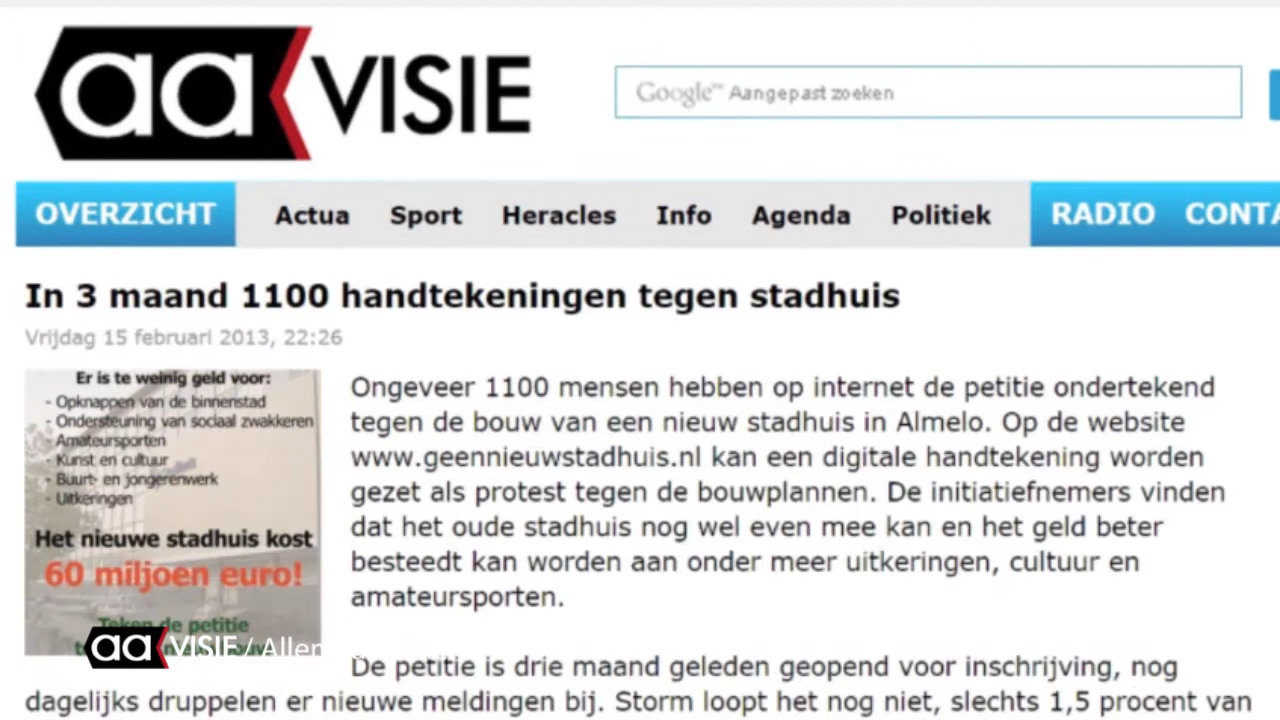 aa VISIE
Google™ Aangepast zoeken
OVERZICHT Actua Sport Heracles Info Agenda Politiek RADIO CONTA
In 3 maand 1100 handtekeningen tegen stadhuis
Vrijdag 15 februari 2013, 22:26
Er is te weinig geld voor:
- Opknappen van de binnenstad
- Ondersteuning van sociaal zwakkeren
- Amateursporten
- Kunst en cultuur
- Buurt- en jongerenwerk
- Uitkeringen
Het nieuwe stadhuis kost
60 miljoen euro!
Teken de petitie
aa VISIE / Allen
Ongeveer 1100 mensen hebben op internet de petitie ondertekend
tegen de bouw van een nieuw stadhuis in Almelo. Op de website
www.geennieuwstadhuis.nl kan een digitale handtekening worden
gezet als protest tegen de bouwplannen. De initiatiefnemers vinden
dat het oude stadhuis nog wel even mee kan en het geld beter
besteedt kan worden aan onder meer uitkeringen, cultuur en
amateursporten.
De petitie is drie maand geleden geopend voor inschrijving, nog
dagelijks druppelen er nieuwe meldingen bij. Storm loopt het nog niet, slechts 1,5 procent van